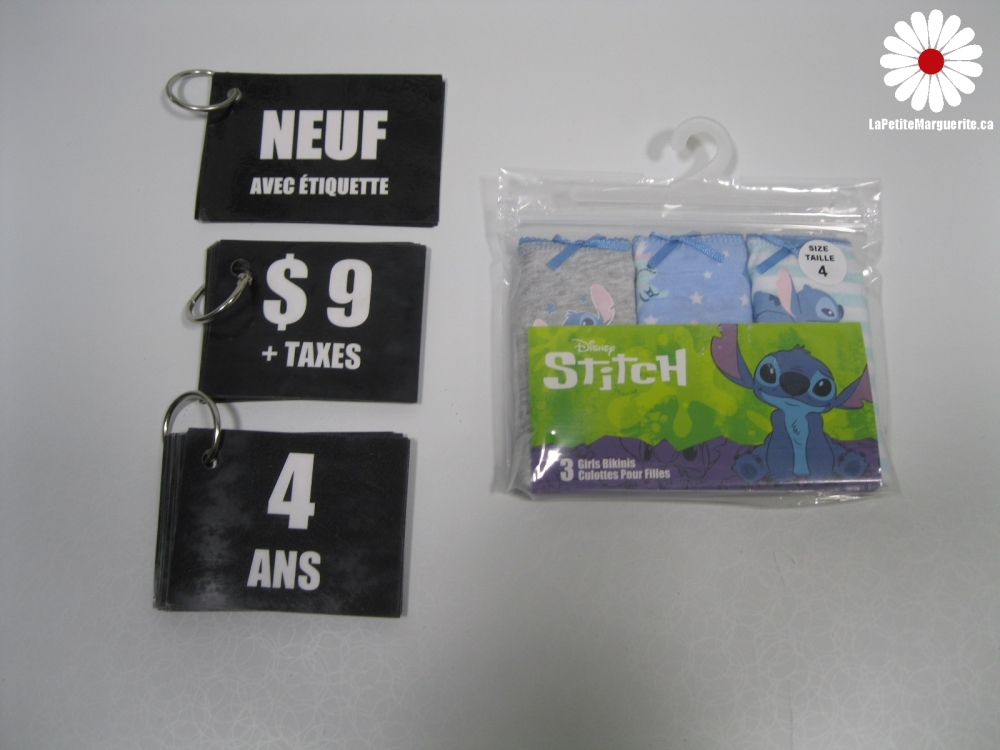 NEUF
AVEC ÉTIQUETTE
$ 9
+ TAXES
4
ANS
LaPetiteMarguerite.ca
SIZE
TAILLE
4
Disney
STitCH
3 Girls Bikinis
Culottes Pour Filles